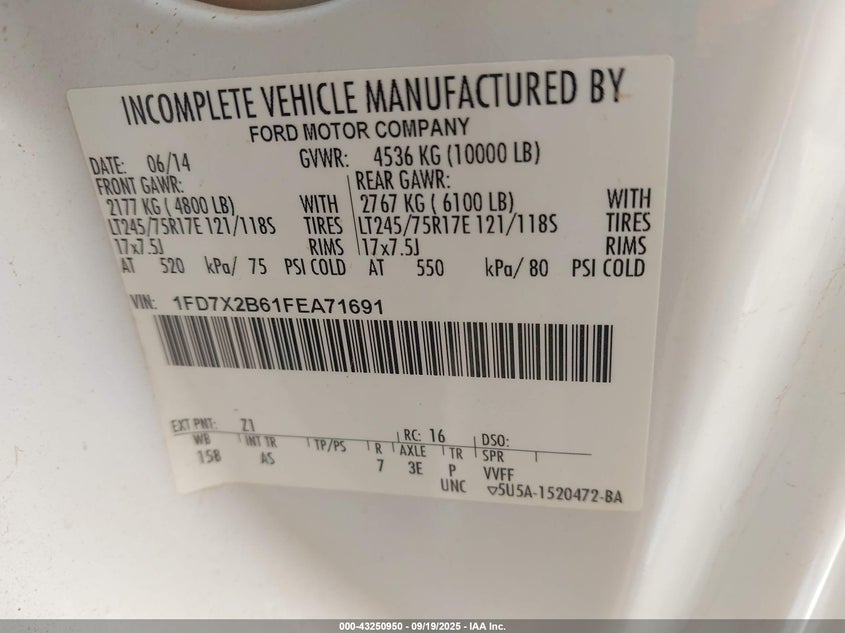 INCOMPLETE VEHICLE MANUFACTURED BY
FORD MOTOR COMPANY
DATE: 06/14 GVWR: 4536 KG (10000 LB)
FRONT GAWR: REAR GAWR:
2177 KG ( 4800 LB) WITH 2767 KG ( 6100 LB) WITH
LT245/75R17E 121/118S TIRES LT245/75R17E 121/118S TIRES
17x7.5J RIMS 17x7.5J RIMS
AT 520 kPa/ 75 PSI COLD AT 550 kPa/ 80 PSI COLD
VIN: 1FD7X2B61FEA71691
EXT PNT: Z1 RC: 16 DSO:
WB INT TR TP/PS R AXLE TR SPR
158 AS 7 3E P VVFF
UNC ▽5U5A-1520472-BA
000-43250950 - 09/19/2025 - IAA Inc.